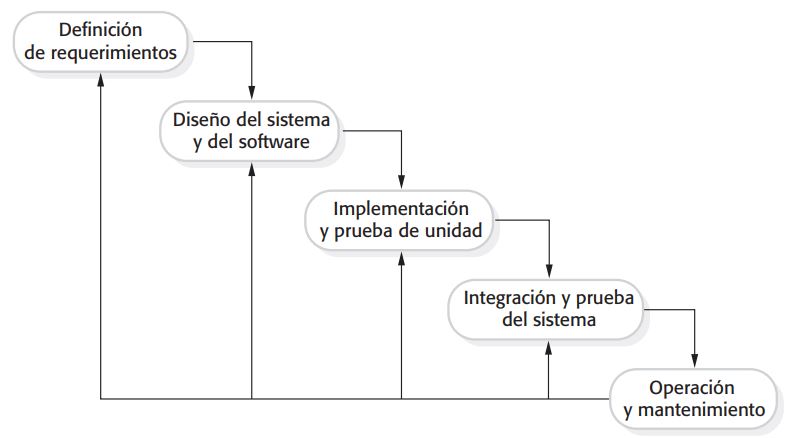 Definición
de requerimientos
Diseño del sistema
y del software
Implementación
y prueba de unidad
Integración y prueba
del sistema
Operación
y mantenimiento